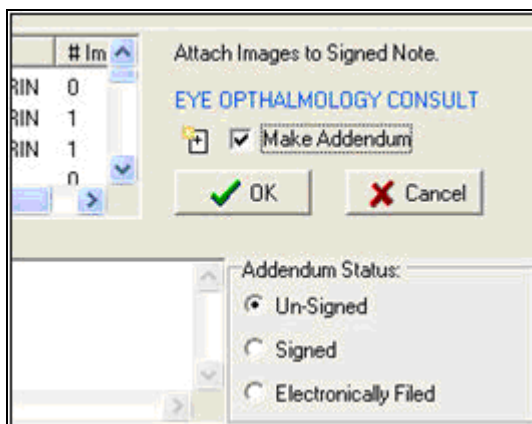 # Im
RIN 0
RIN 1
RIN 1
0
Attach Images to Signed Note.
EYE OPTHALMOLOGY CONSULT
Make Addendum
OK Cancel
Addendum Status:
Un-Signed
Signed
Electronically Filed